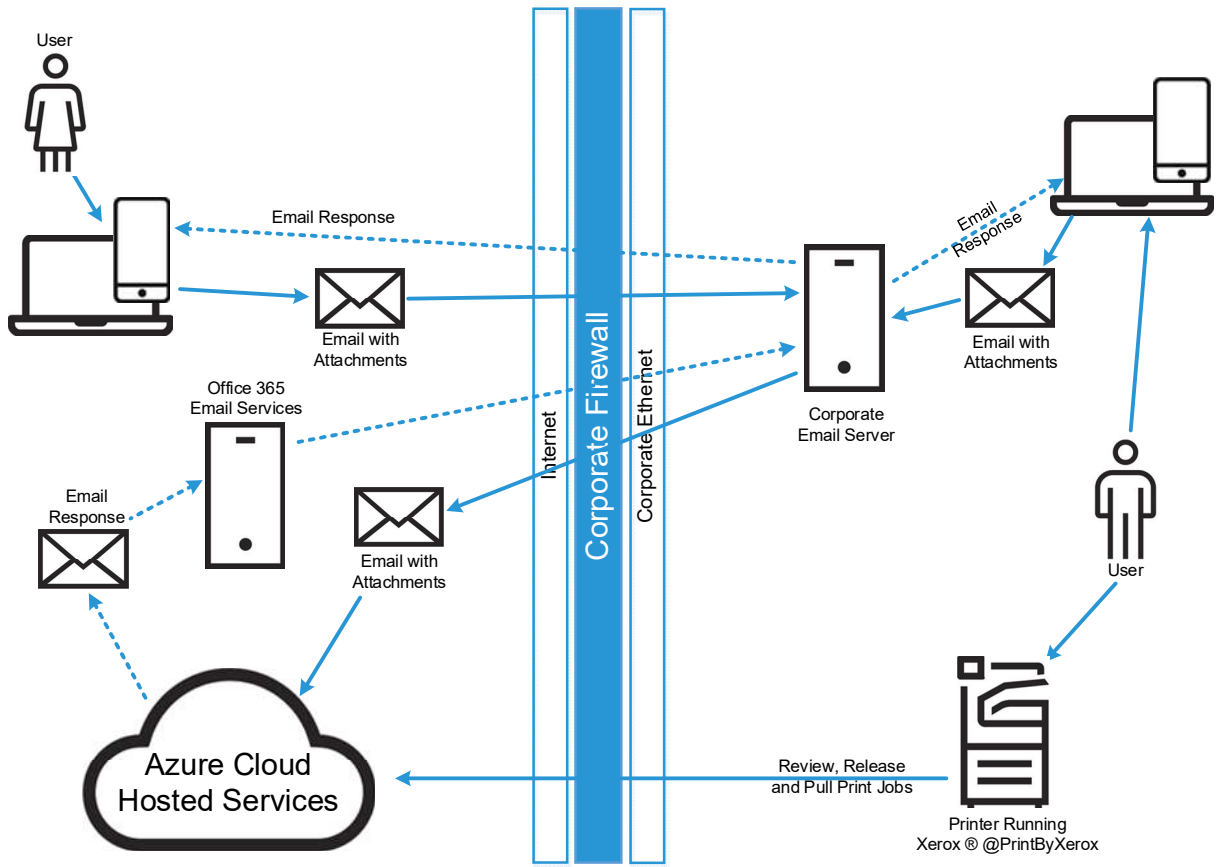 User
Email Response
Email with
Attachments
Office 365
Email Services
Email
Response
Email with
Attachments
Azure Cloud
Hosted Services
Internet
Corporate Firewall
Corporate Ethernet
Email
Response
Email with
Attachments
Corporate
Email Server
User
Review, Release
and Pull Print Jobs
Printer Running
Xerox ® @PrintByXerox